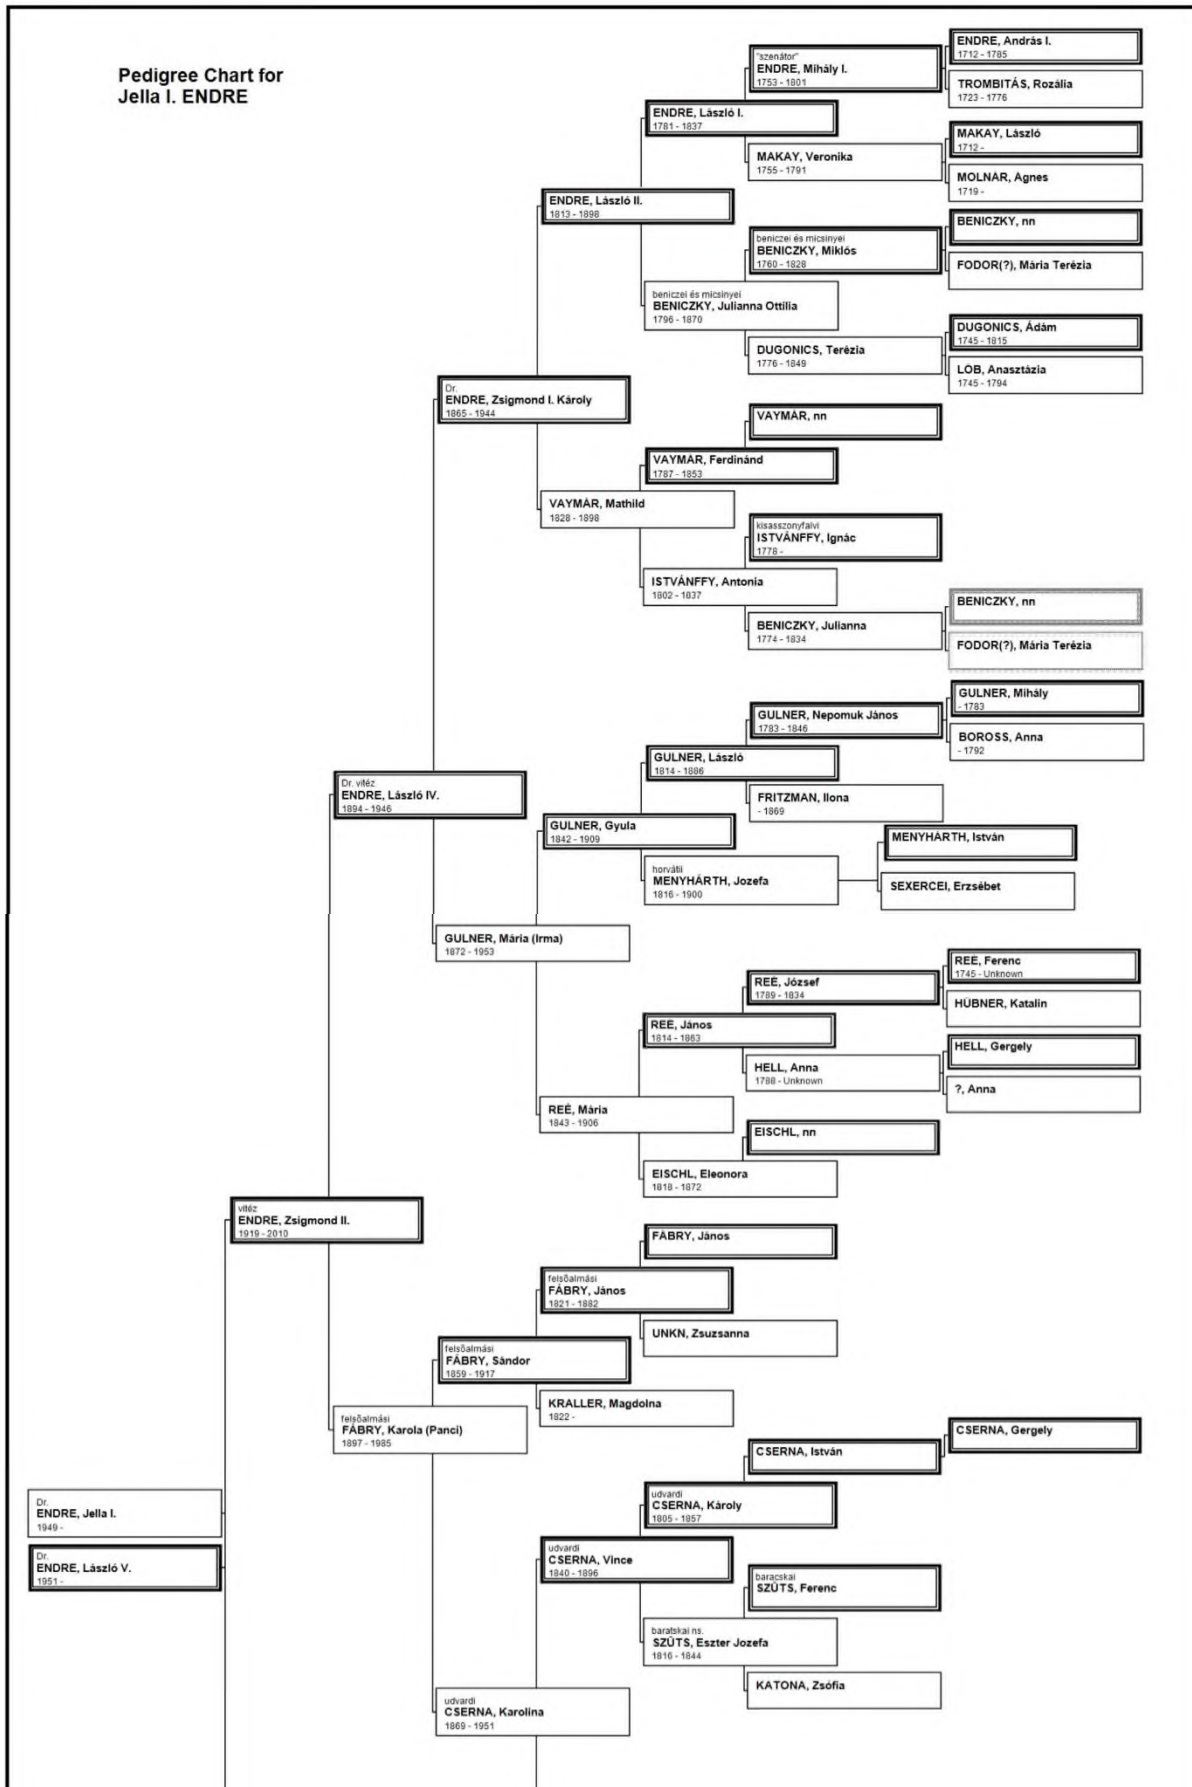 Pedigree Chart for
Jella I. ENDRE
ENDRE, András I.
1712 - 1785
"szenátor"
ENDRE, Mihály I.
1753 - 1801
TROMBITÁS, Rozália
1723 - 1776
ENDRE, László I.
1781 - 1837
MAKAY, László
1712 -
MAKAY, Veronika
1755 - 1791
MOLNÁR, Agnes
1719 -
ENDRE, László II.
1813 - 1898
BENICZKY, nn
beniczei és micsinyei
BENICZKY, Miklós
1760 - 1828
FODOR(?), Mária Terézia
beniczei és micsinyei
BENICZKY, Julianna Ottília
1796 - 1870
DUGONICS, Ádám
1745 - 1815
DUGONICS, Terézia
1776 - 1849
LÖB, Anasztázia
1745 - 1794
Dr.
ENDRE, Zsigmond I. Károly
1865 - 1944
VAYMÁR, nn
VAYMÁR, Ferdinánd
1787 - 1853
VAYMÁR, Mathild
1828 - 1898
kisasszonyfalvi
ISTVÁNFFY, Ignác
1778 -
ISTVÁNFFY, Antonia
1802 - 1837
BENICZKY, nn
BENICZKY, Julianna
1774 - 1834
FODOR(?), Mária Terézia
GULNER, Mihály
- 1783
GULNER, Nepomuk János
1783 - 1846
BOROSS, Anna
- 1792
GULNER, László
1814 - 1886
FRITZMAN, Ilona
- 1869
Dr. vitéz
ENDRE, László IV.
1894 - 1946
GULNER, Gyula
1842 - 1909
MENYHÁRTH, István
horvátii
MENYHÁRTH, Jozefa
1816 - 1900
SEXERCEI, Erzsébet
GULNER, Mária (Irma)
1872 - 1953
REÉ, Ferenc
1745 - Unknown
REÉ, József
1789 - 1834
HÜBNER, Katalin
REÉ, János
1814 - 1863
HELL, Gergely
HELL, Anna
1788 - Unknown
?, Anna
REÉ, Mária
1843 - 1906
EISCHL, nn
EISCHL, Eleonora
1818 - 1872
vitéz
ENDRE, Zsigmond II.
1919 - 2010
FÁBRY, János
felsőalmási
FÁBRY, János
1821 - 1882
UNKN, Zsuzsanna
felsőalmási
FÁBRY, Sándor
1859 - 1917
KRALLER, Magdolna
1822 -
felsőalmási
FÁBRY, Karola (Panci)
1897 - 1985
CSERNA, Gergely
CSERNA, István
udvardi
CSERNA, Károly
1805 - 1857
Dr.
ENDRE, Jella I.
1949 -
udvardi
CSERNA, Vince
1840 - 1896
Dr.
ENDRE, László V.
1951 -
baracskai
SZŰTS, Ferenc
baratskai ns.
SZŰTS, Eszter Jozefa
1816 - 1844
KATONA, Zsófia
udvardi
CSERNA, Karolina
1869 - 1951